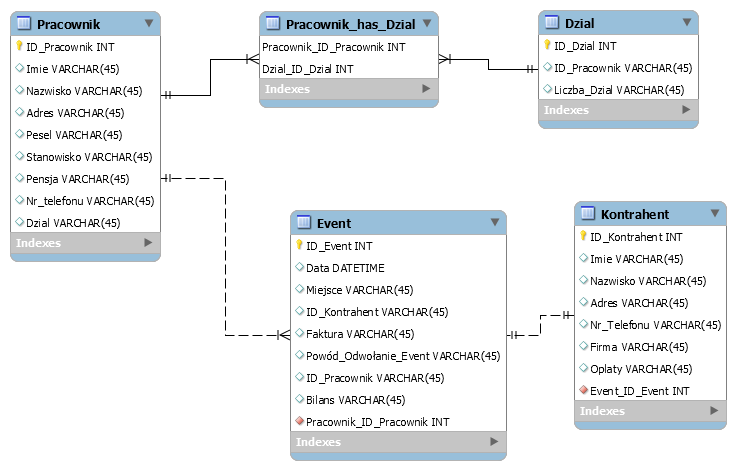 Pracownik
ID_Pracownik INT
Imie VARCHAR(45)
Nazwisko VARCHAR(45)
Adres VARCHAR(45)
Pesel VARCHAR(45)
Stanowisko VARCHAR(45)
Pensja VARCHAR(45)
Nr_telefonu VARCHAR(45)
Dzial VARCHAR(45)
Indexes
Pracownik_has_Dzial
Pracownik_ID_Pracownik INT
Dzial_ID_Dzial INT
Indexes
Dzial
ID_Dzial INT
ID_Pracownik VARCHAR(45)
Liczba_Dzial VARCHAR(45)
Indexes
Event
ID_Event INT
Data DATETIME
Miejsce VARCHAR(45)
ID_Kontrahent VARCHAR(45)
Faktura VARCHAR(45)
Powód_Odwołanie_Event VARCHAR(45)
ID_Pracownik VARCHAR(45)
Bilans VARCHAR(45)
Pracownik_ID_Pracownik INT
Indexes
Kontrahent
ID_Kontrahent INT
Imie VARCHAR(45)
Nazwisko VARCHAR(45)
Adres VARCHAR(45)
Nr_Telefonu VARCHAR(45)
Firma VARCHAR(45)
Oplaty VARCHAR(45)
Event_ID_Event INT
Indexes